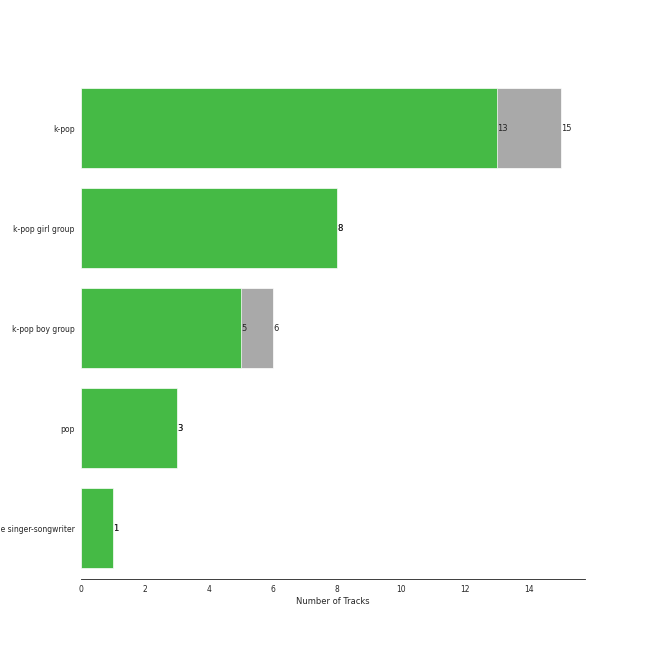 k-pop 13 15
k-pop girl group 8
k-pop boy group 5 6
pop 3
e singer-songwriter 1
0 2 4 6 8 10 12 14
Number of Tracks